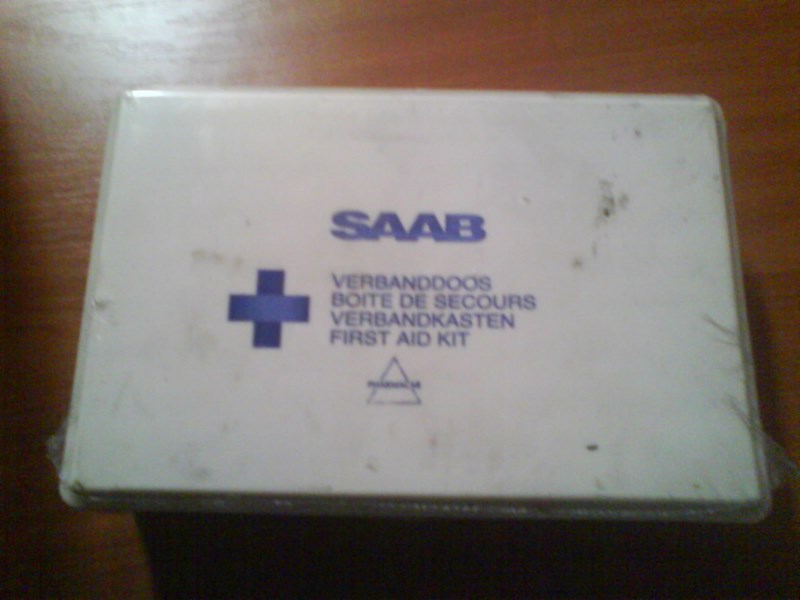 SAAB
VERBANDDOOS
BOITE DE SECOURS
VERBANDKASTEN
FIRST AID KIT